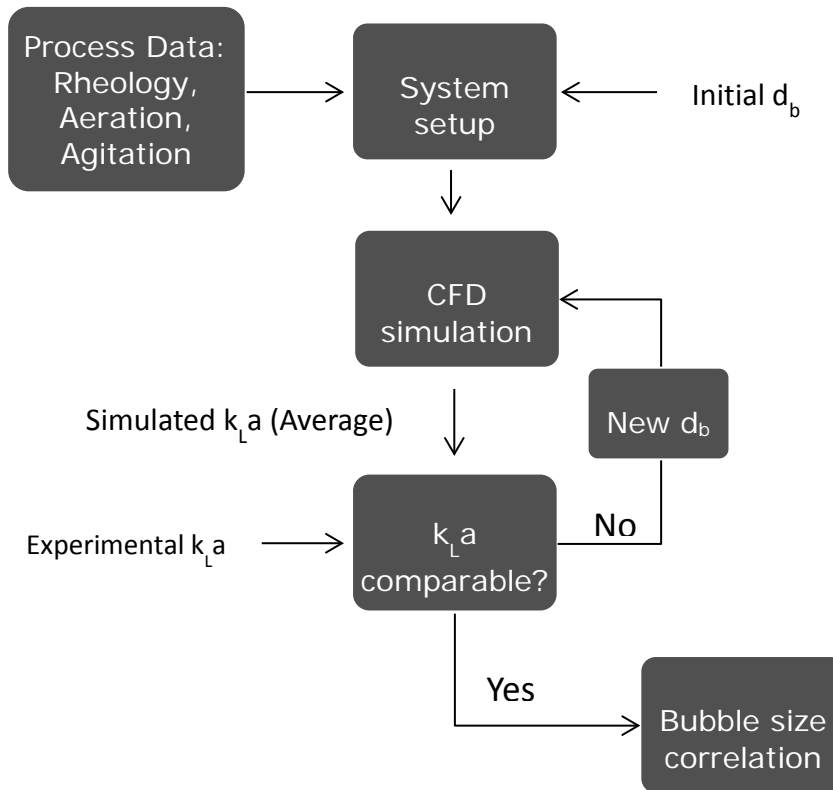 Process Data:
Rheology,
Aeration,
Agitation
System
setup
Initial d_b
CFD
simulation
Simulated k_La (Average)
New d_b
Experimental k_La
k_La
comparable?
No
Yes
Bubble size
correlation